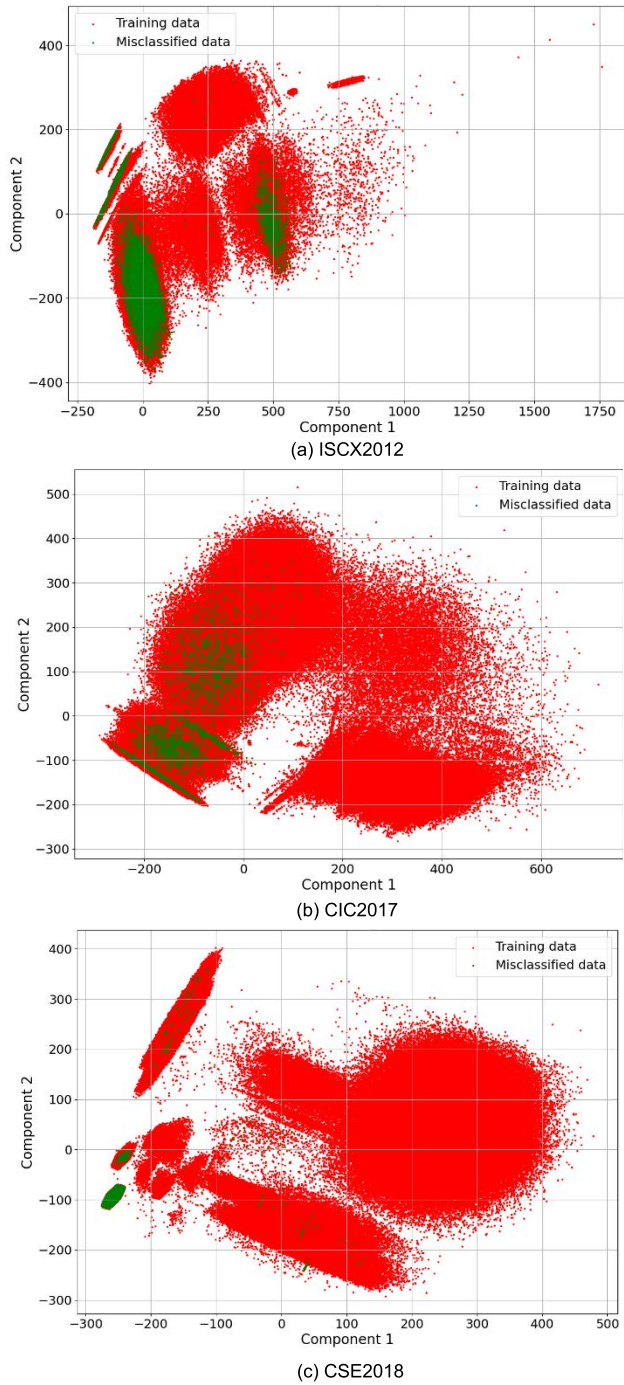 Training data
Misclassified data
400
200
0
−200
−400
Component 2
−250 0 250 500 750 1000 1250 1500 1750
Component 1
(a) ISCX2012
Training data
Misclassified data
500
400
300
200
100
0
−100
−200
−300
Component 2
−200 0 200 400 600
Component 1
(b) CIC2017
Training data
Misclassified data
400
300
200
100
0
−100
−200
−300
Component 2
−300 −200 −100 0 100 200 300 400 500
Component 1
(c) CSE2018